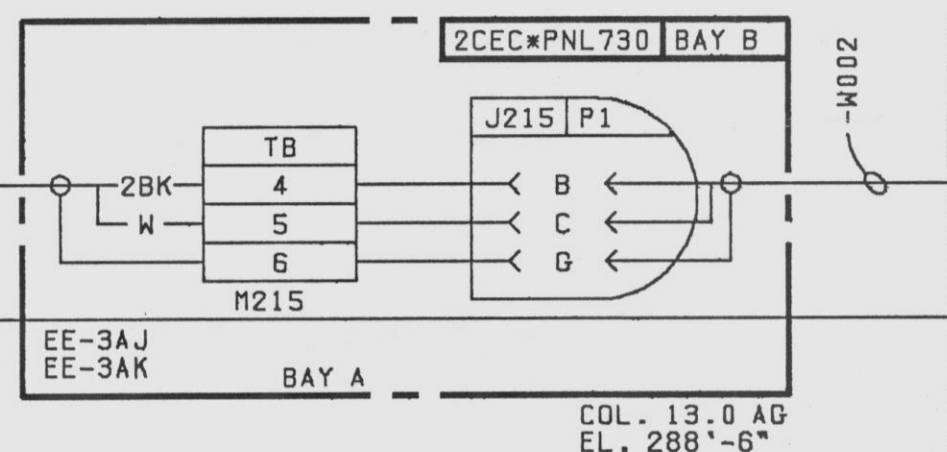 2CEC*PNL730 BAY B
-W002
J215 P1
TB
2BK 4 B
W 5 C
6 G
M215
EE-3AJ
EE-3AK
BAY A
COL. 13.0 AG
EL. 288'-6"